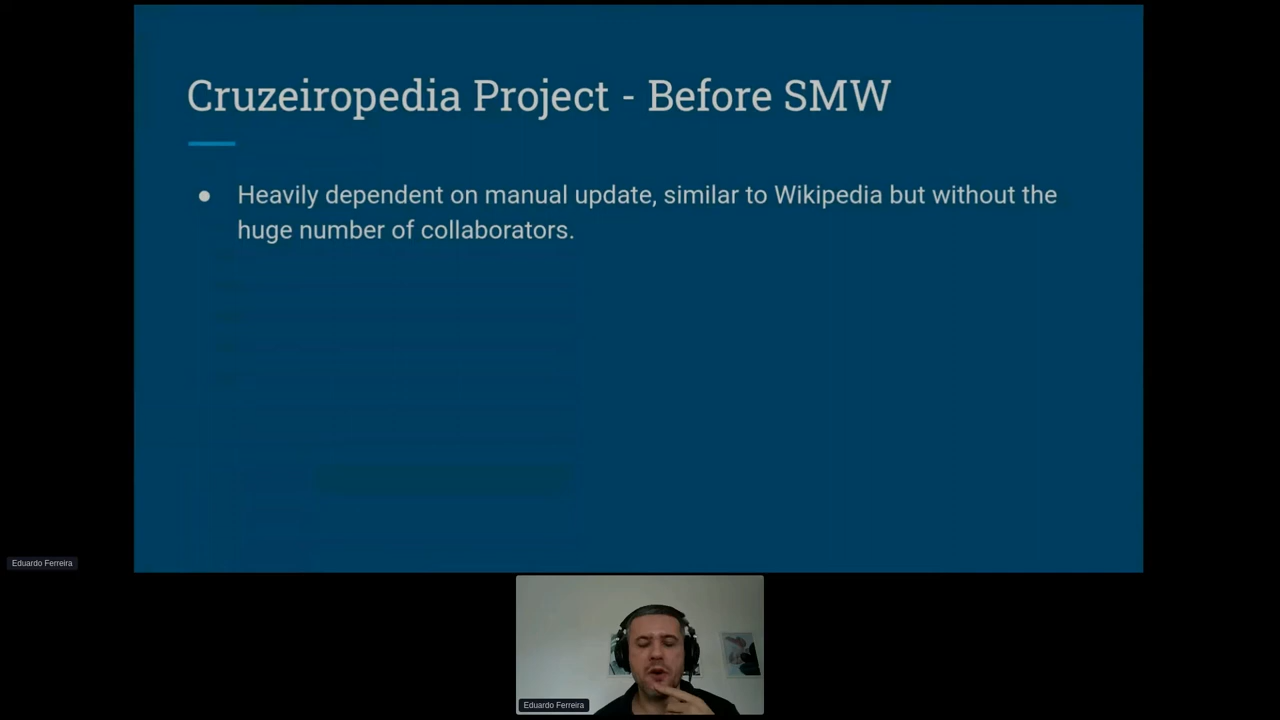 Cruzeiropedia Project - Before SMW
● Heavily dependent on manual update, similar to Wikipedia but without the
huge number of collaborators.
Eduardo Ferreira
Eduardo Ferreira